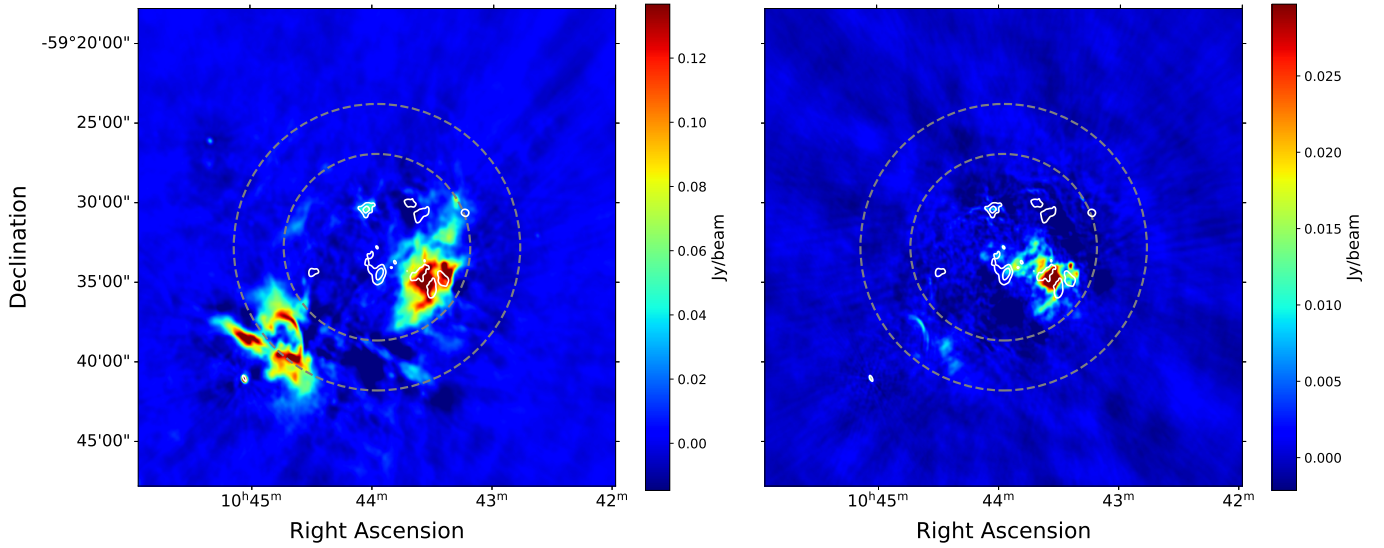 -59°20'00"
25'00"
30'00"
35'00"
40'00"
45'00"
Declination
10ʰ45ᵐ 44ᵐ 43ᵐ 42ᵐ
Right Ascension
0.12
0.10
0.08
0.06
0.04
0.02
0.00
Jy/beam
10ʰ45ᵐ 44ᵐ 43ᵐ 42ᵐ
Right Ascension
0.025
0.020
0.015
0.010
0.005
0.000
Jy/beam